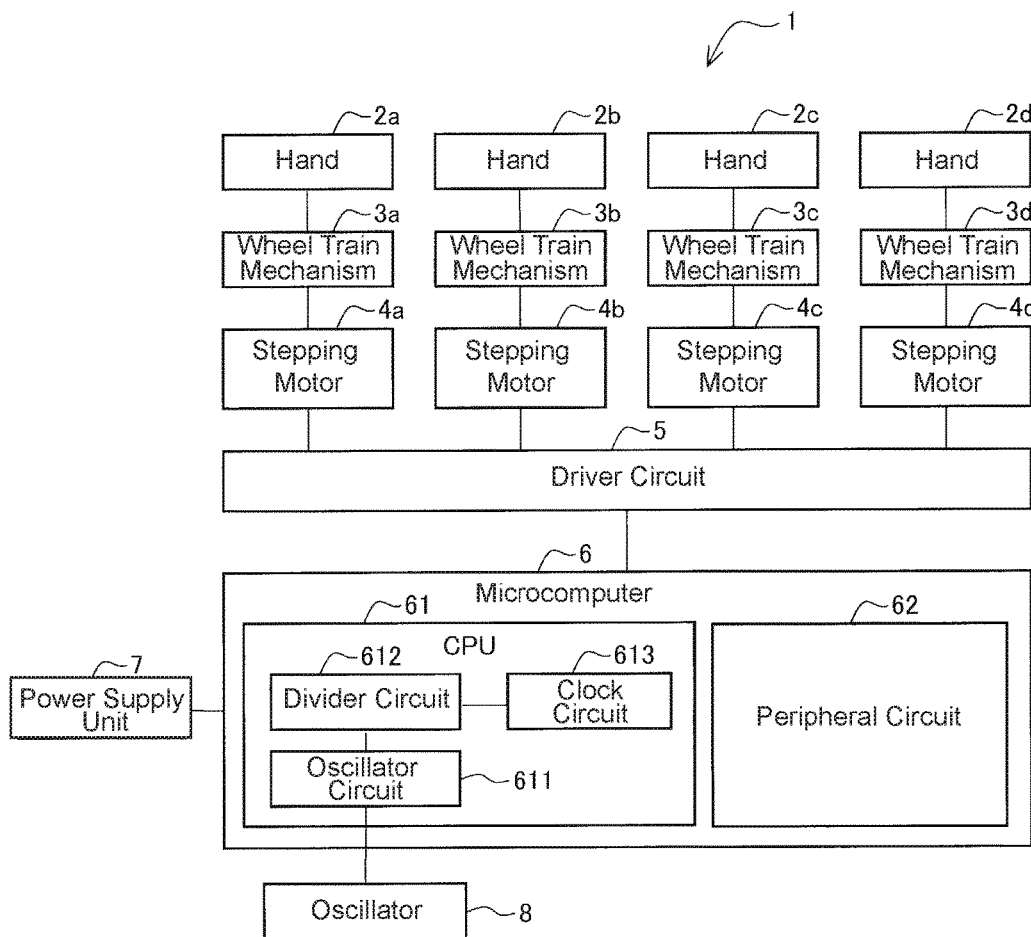 1
2a 2b 2c 2d
Hand Hand Hand Hand
3a 3b 3c 3d
Wheel Train Wheel Train Wheel Train Wheel Train
Mechanism Mechanism Mechanism Mechanism
4a 4b 4c 4d
Stepping Stepping Stepping Stepping
Motor Motor Motor Motor
5
Driver Circuit
6
Microcomputer
61 62
CPU
612 613
Divider Circuit
Clock
Circuit
7
Power Supply
Unit
Peripheral Circuit
Oscillator
Circuit
611
Oscillator
8